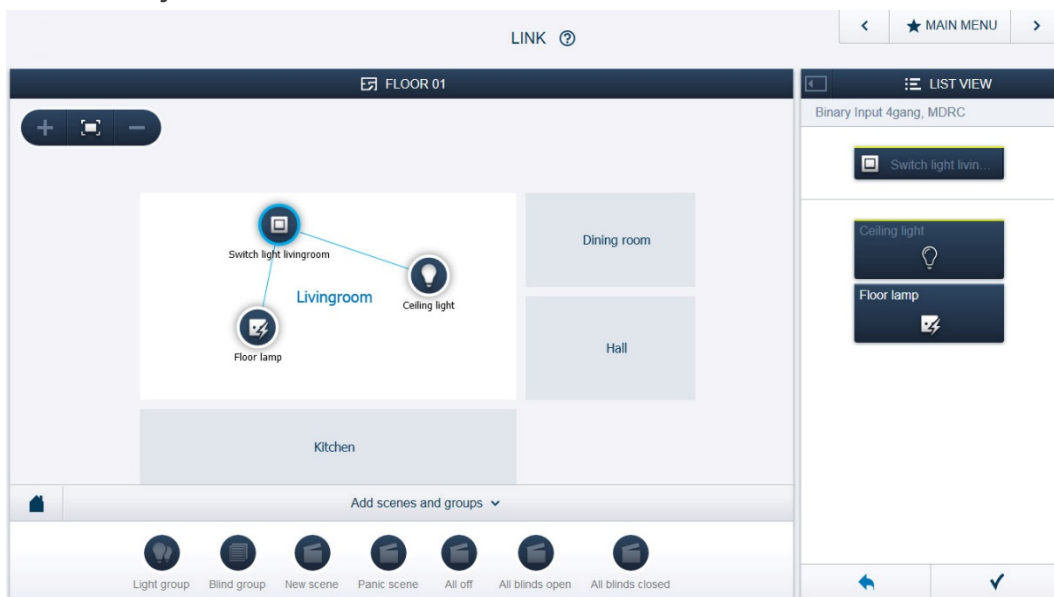 LINK ?
< ★ MAIN MENU >
FLOOR 01
LIST VIEW
Binary Input 4gang, MDRC
Switch light livin...
Switch light livingroom
Dining room
Livingroom
Ceiling light
Floor lamp
Hall
Kitchen
Ceiling light
Floor lamp
Add scenes and groups
Light group
Blind group
New scene
Panic scene
All off
All blinds open
All blinds closed